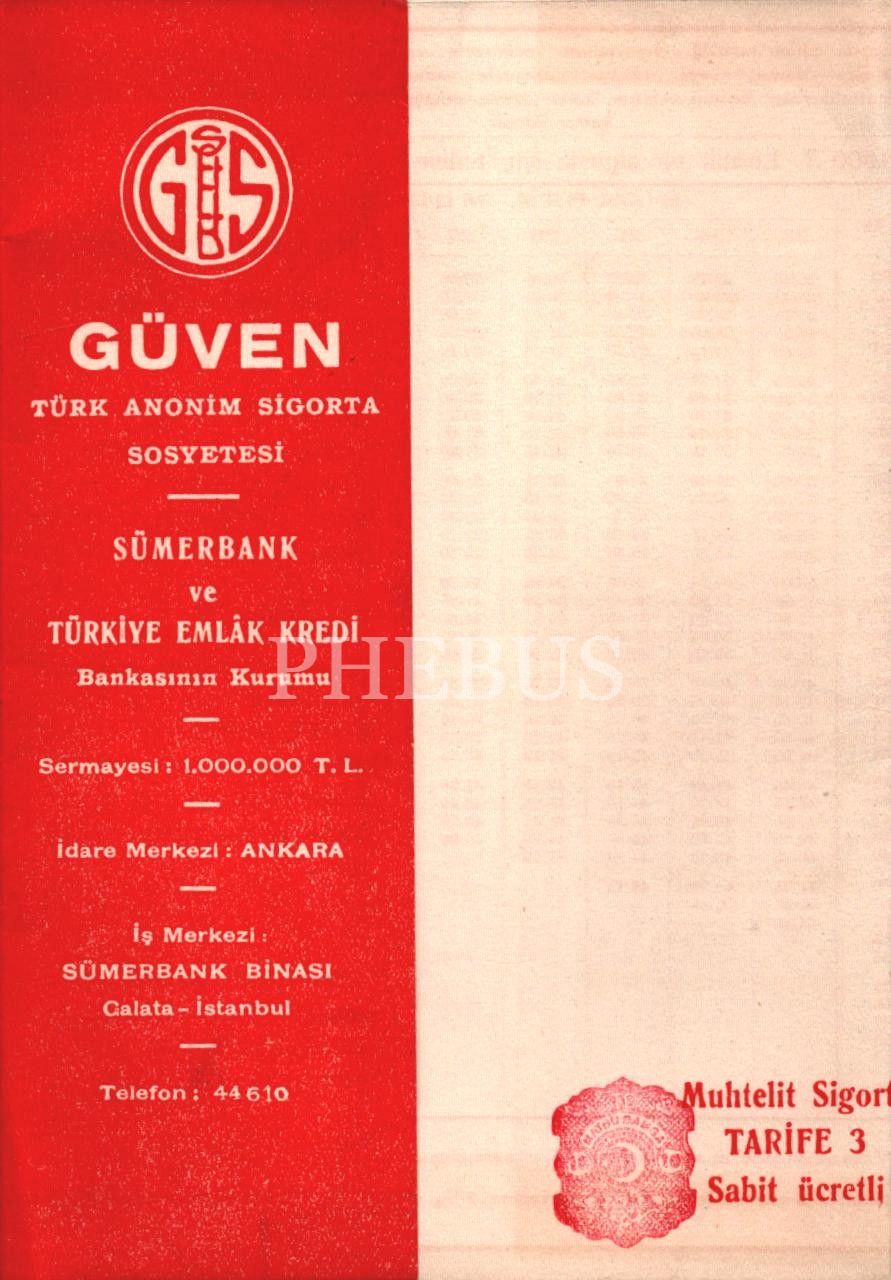 GÜVEN
TÜRK ANONİM SİGORTA
SOSYETESİ
SÜMERBANK
ve
TÜRKİYE EMLÂK KREDİ
Bankasının Kurumu
PHEBUS
Sermayesi : 1.000.000 T. L.
İdare Merkezi : ANKARA
İş Merkezi :
SÜMERBANK BİNASI
Galata - İstanbul
Telefon : 44610
Muhtelit Sigort
TARİFE 3
Sabit ücretli